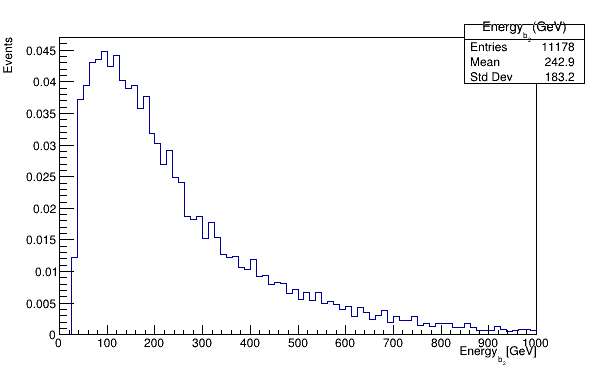 Energy_b_2(GeV)
Entries 11178
Mean 242.9
Std Dev 183.2
Events
0.045
0.04
0.035
0.03
0.025
0.02
0.015
0.01
0.005
0
0 100 200 300 400 500 600 700 800 900 1000
Energy_b_2[GeV]